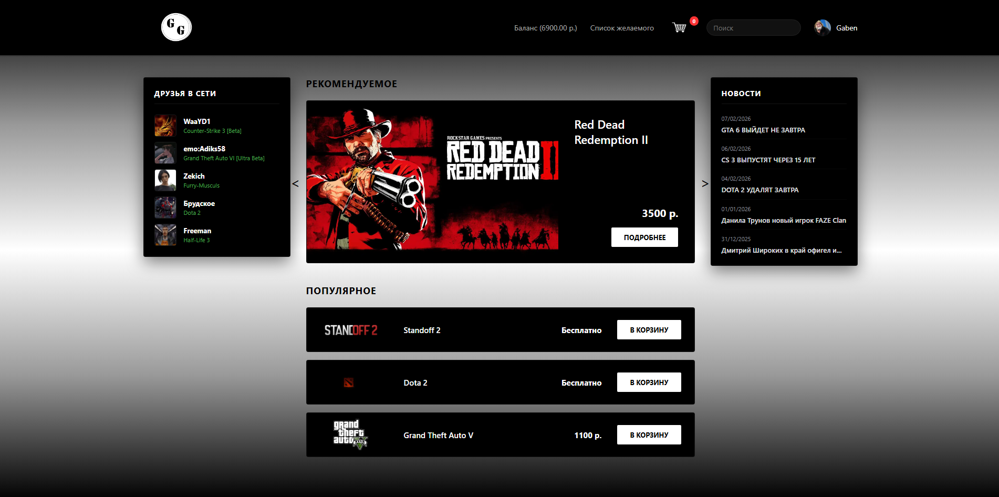 G G
Баланс (6900.00 р.)
Список желаемого
0
Поиск
Gaben
ДРУЗЬЯ В СЕТИ
WaaYD1
Counter-Strike 3 [Beta]
emo:Adiks58
Grand Theft Auto VI [Ultra Beta]
Zekich
Furry-Musculs
Брудское
Dota 2
Freeman
Half-Life 3
РЕКОМЕНДУЕМОЕ
<
ROCKSTAR GAMES PRESENTS
RED DEAD
REDEMPTION II
Red Dead
Redemption II
3500 р.
ПОДРОБНЕЕ
>
ПОПУЛЯРНОЕ
STANDOFF 2
Standoff 2
Бесплатно
В КОРЗИНУ
Dota 2
Бесплатно
В КОРЗИНУ
grand
theft
auto
FIVE
Grand Theft Auto V
1100 р.
В КОРЗИНУ
НОВОСТИ
07/02/2026
GTA 6 ВЫЙДЕТ НЕ ЗАВТРА
06/02/2026
CS 3 ВЫПУСТЯТ ЧЕРЕЗ 15 ЛЕТ
04/02/2026
DOTA 2 УДАЛЯТ ЗАВТРА
01/01/2026
Данила Трунов новый игрок FAZE Clan
31/12/2025
Дмитрий Широких в край офигел и...